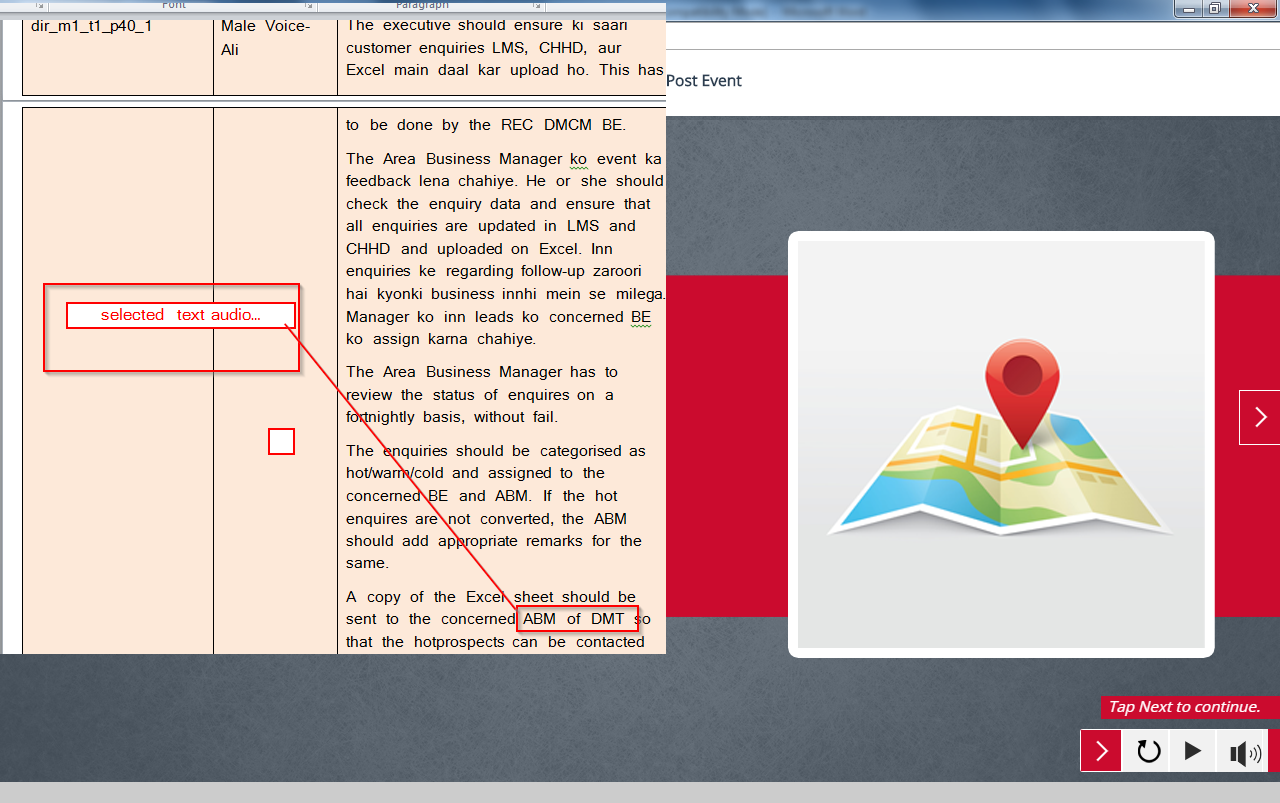 Font
Paragraph
dir_m1_t1_p40_1
Male Voice-
Ali
The executive should ensure ki saari
customer enquiries LMS, CHHD, aur
Excel main daal kar upload ho. This has
to be done by the REC DMCM BE.
The Area Business Manager ko event ka
feedback lena chahiye. He or she should
check the enquiry data and ensure that
all enquiries are updated in LMS and
CHHD and uploaded on Excel. Inn
enquiries ke regarding follow-up zaroori
hai kyonki business innhi mein se milega.
Manager ko inn leads ko concerned BE
ko assign karna chahiye.
The Area Business Manager has to
review the status of enquires on a
fortnightly basis, without fail.
The enquiries should be categorised as
hot/warm/cold and assigned to the
concerned BE and ABM. If the hot
enquires are not converted, the ABM
should add appropriate remarks for the
same.
A copy of the Excel sheet should be
sent to the concerned ABM of DMT so
that the hotprospects can be contacted
selected text audio...
Post Event
Tap Next to continue.